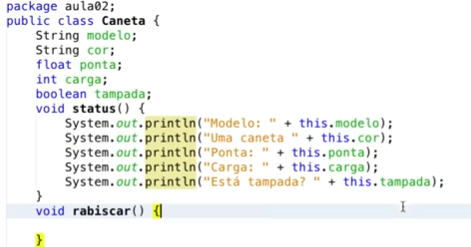 package aula02;
public class Caneta {
    String modelo;
    String cor;
    float ponta;
    int carga;
    boolean tampada;
    void status() {
        System.out.println("Modelo: " + this.modelo);
        System.out.println("Uma caneta " + this.cor);
        System.out.println("Ponta: " + this.ponta);
        System.out.println("Carga: " + this.carga);
        System.out.println("Está tampada? " + this.tampada);
    }
    void rabiscar() {
    }